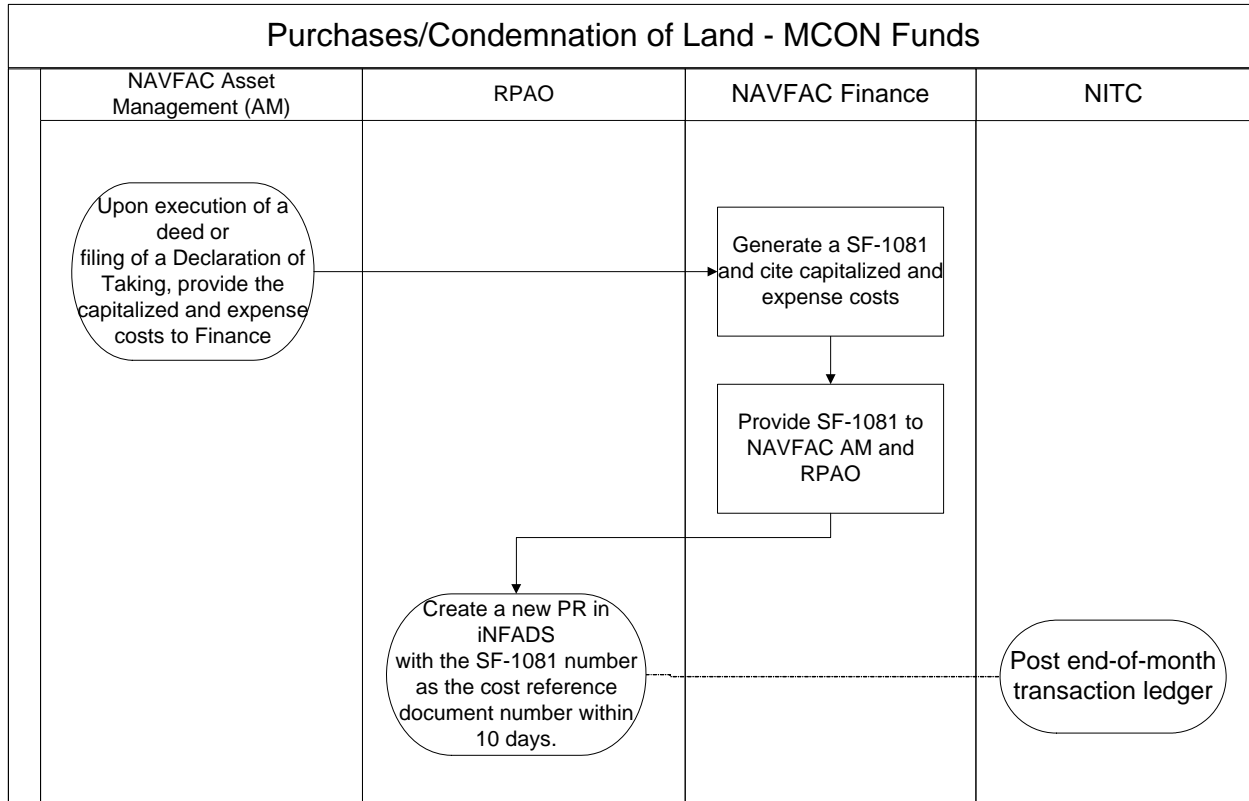 Purchases/Condemnation of Land - MCON Funds
NAVFAC Asset
Management (AM)
RPAO
NAVFAC Finance
NITC
Upon execution of a
deed or
filing of a Declaration of
Taking, provide the
capitalized and expense
costs to Finance
Generate a SF-1081
and cite capitalized and
expense costs
Provide SF-1081 to
NAVFAC AM and
RPAO
Create a new PR in
iNFADS
with the SF-1081 number
as the cost reference
document number within
10 days.
Post end-of-month
transaction ledger